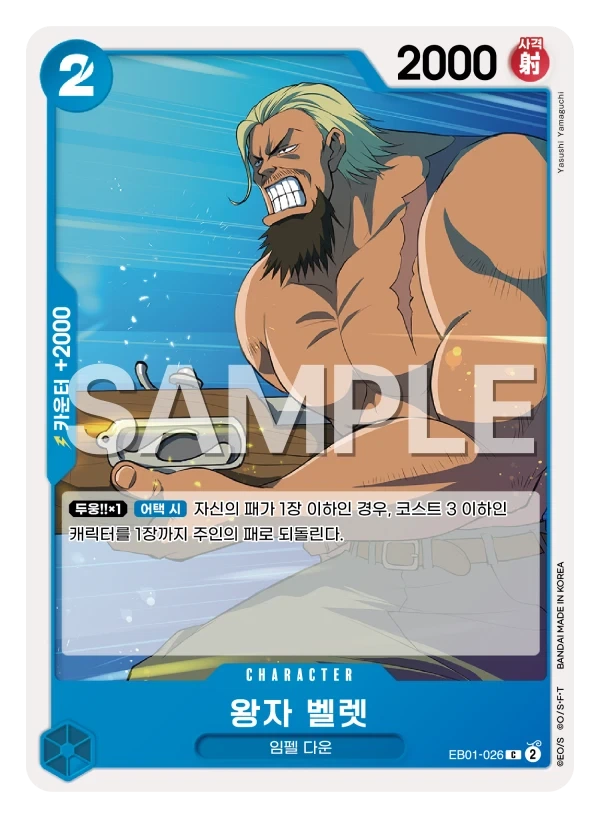 2
2000
사격
射
Yasushi Yamaguchi
카운터 +2000
SAMPLE
두웅!!×1 어택 시 자신의 패가 1장 이하인 경우, 코스트 3 이하인
캐릭터를 1장까지 주인의 패로 되돌린다.
CHARACTER
왕자 벨렛
임펠 다운
EB01-026 C 2
©EO/S ©O/S·F·T BANDAI MADE IN KOREA